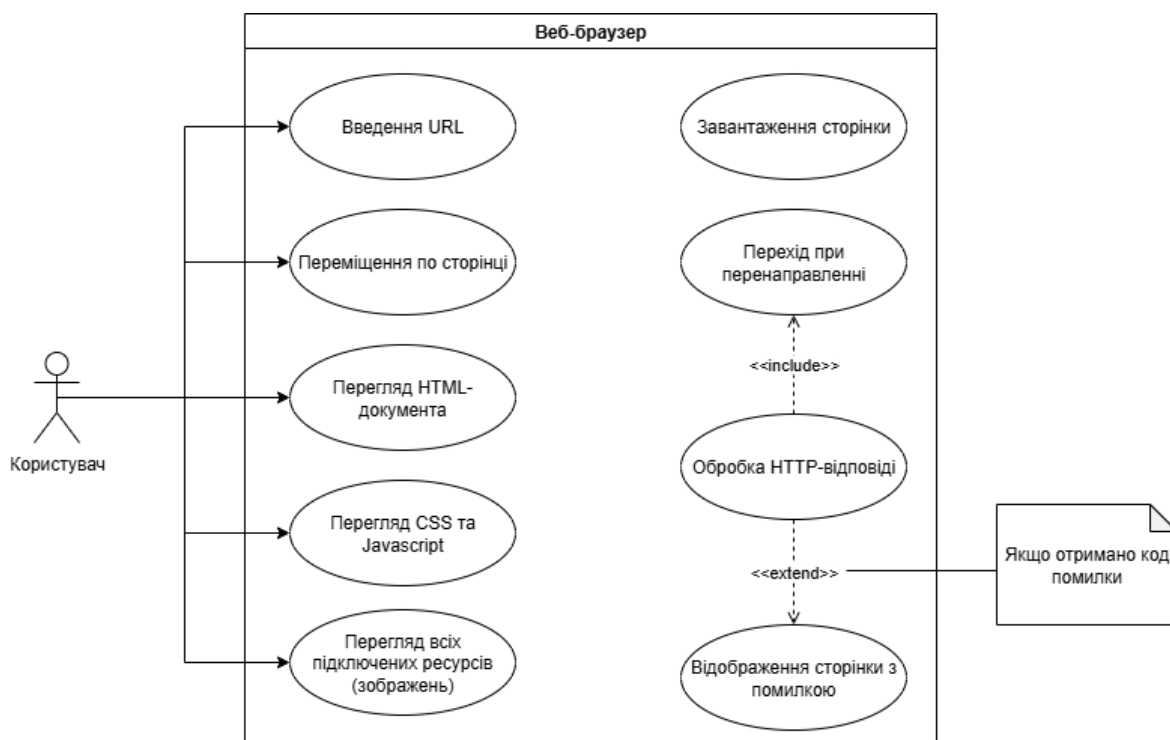 Веб-браузер
Введення URL
Завантаження сторінки
Переміщення по сторінці
Перехід при
перенаправленні
<<include>>
Перегляд HTML-
документа
Користувач
Обробка HTTP-відповіді
Перегляд CSS та
Javascript
<<extend>>
Якщо отримано код
помилки
Перегляд всіх
підключених ресурсів
(зображень)
Відображення сторінки з
помилкою